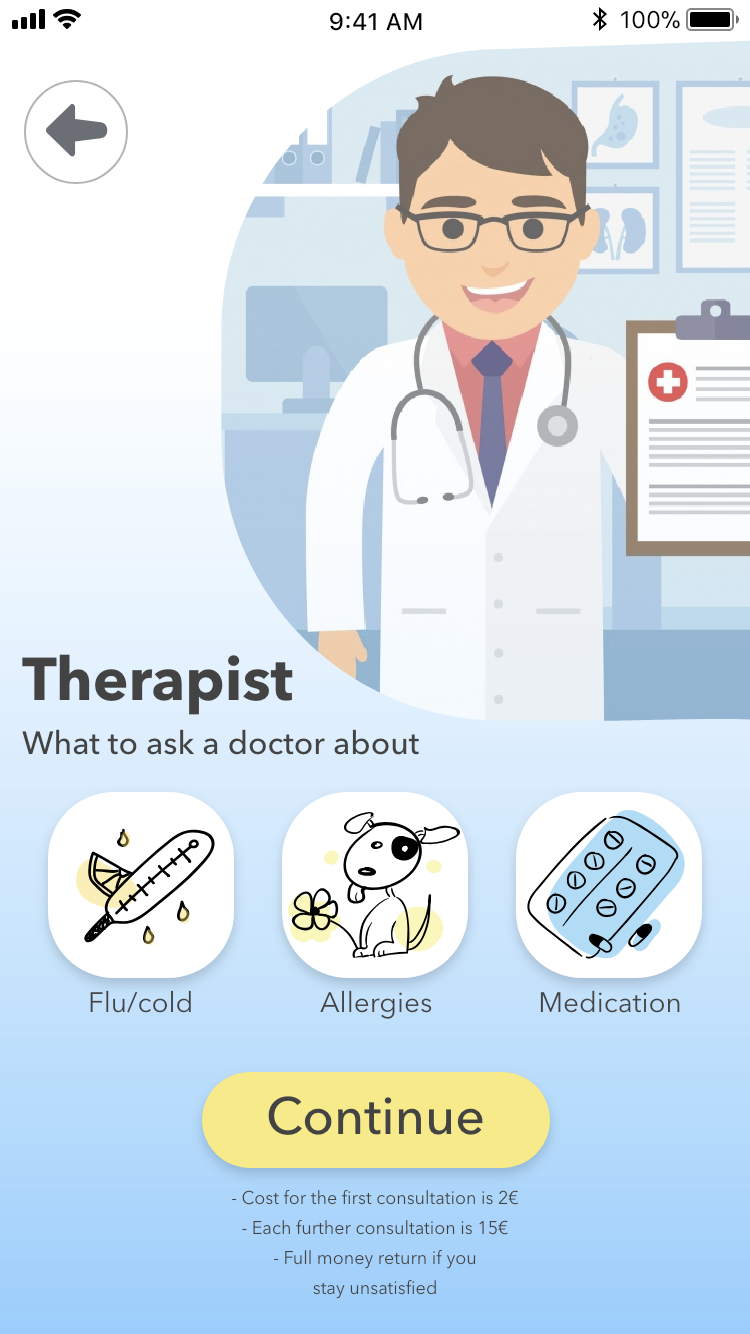 9:41 AM
100%
Therapist
What to ask a doctor about
Flu/cold
Allergies
Medication
Continue
- Cost for the first consultation is 2€
- Each further consultation is 15€
- Full money return if you
stay unsatisfied